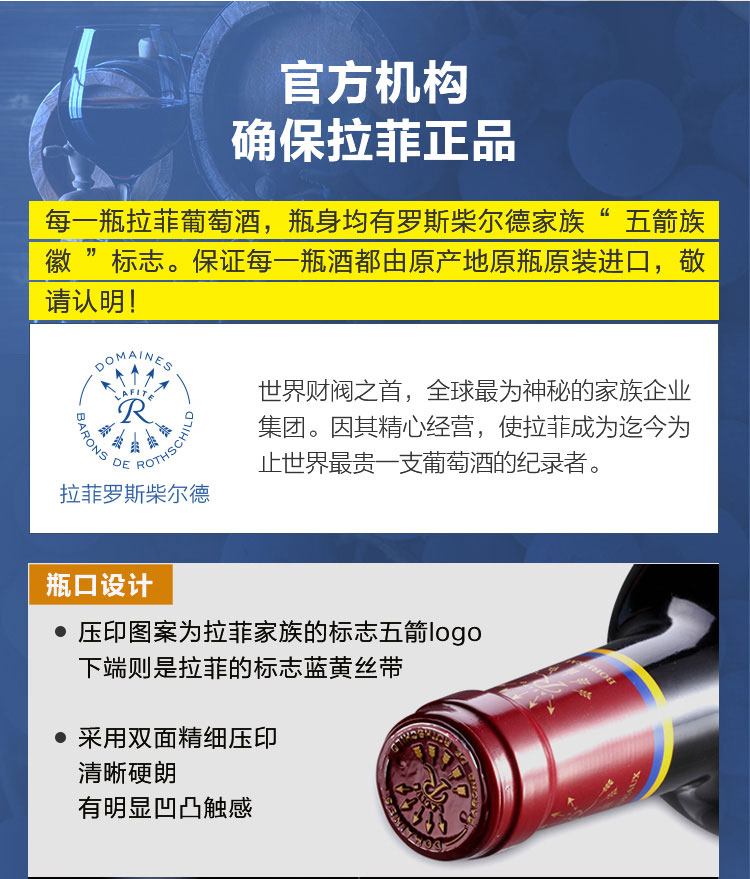 官方机构
确保拉菲正品
每一瓶拉菲葡萄酒，瓶身均有罗斯柴尔德家族“五箭族
徽”标志。保证每一瓶酒都由原产地原瓶原装进口，敬
请认明！
DOMAINES
LAFITE
R
BARONS DE ROTHSCHILD
拉菲罗斯柴尔德
世界财阀之首，全球最为神秘的家族企业
集团。因其精心经营，使拉菲成为迄今为
止世界最贵一支葡萄酒的纪录者。
瓶口设计
压印图案为拉菲家族的标志五箭logo
下端则是拉菲的标志蓝黄丝带
采用双面精细压印
清晰硬朗
有明显凹凸触感
R